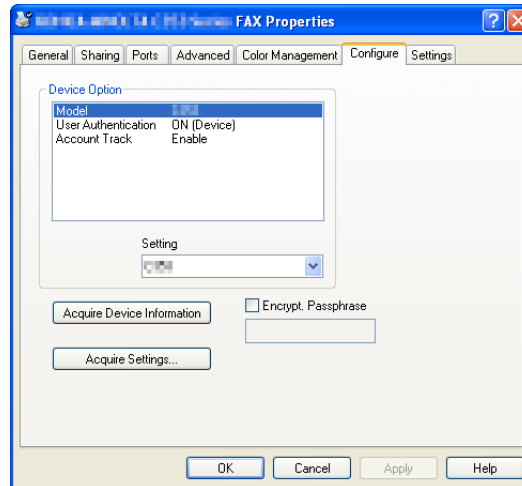 FAX Properties
General Sharing Ports Advanced Color Management Configure Settings
Device Option
Model
User Authentication ON (Device)
Account Track Enable
Setting
Acquire Device Information
Encrypt. Passphrase
Acquire Settings...
OK Cancel Apply Help